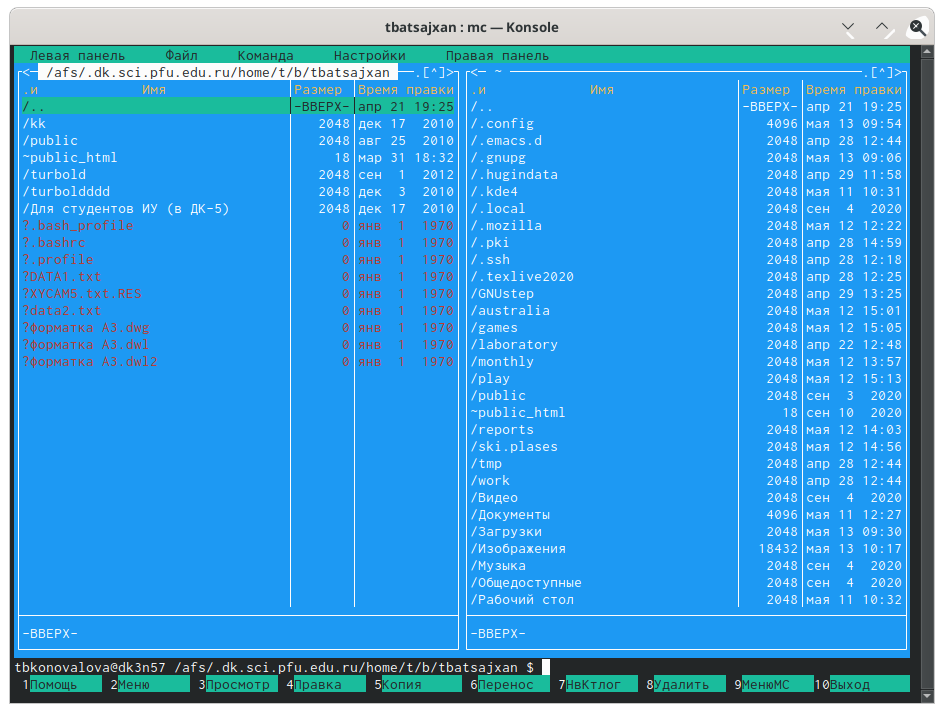 tbatsajxan : mc — Konsole
Левая панель Файл Команда Настройки Правая панель
<— /afs/.dk.sci.pfu.edu.ru/home/t/b/tbatsajxan —.[^]>
.и Имя Размер Время правки
/.. -ВВЕРХ- апр 21 19:25
/kk 2048 дек 17 2010
/public 2048 авг 25 2010
~public_html 18 мар 31 18:32
/turbold 2048 сен 1 2012
/turboldddd 2048 дек 3 2010
/Для студентов ИУ (в ДК-5) 2048 дек 17 2010
?.bash_profile 0 янв 1 1970
?.bashrc 0 янв 1 1970
?.profile 0 янв 1 1970
?DATA1.txt 0 янв 1 1970
?XYCAM5.txt.RES 0 янв 1 1970
?data2.txt 0 янв 1 1970
?форматка А3.dwg 0 янв 1 1970
?форматка А3.dwl 0 янв 1 1970
?форматка А3.dwl2 0 янв 1 1970
-ВВЕРХ-
<— ~ —.[^]>
.и Имя Размер Время правки
/.. -ВВЕРХ- апр 21 19:25
/.config 4096 мая 13 09:54
/.emacs.d 2048 апр 28 12:44
/.gnupg 2048 мая 13 09:06
/.hugindata 2048 апр 29 11:58
/.kde4 2048 мая 11 10:31
/.local 2048 сен 4 2020
/.mozilla 2048 мая 12 12:22
/.pki 2048 апр 28 14:59
/.ssh 2048 апр 28 12:18
/.texlive2020 2048 апр 28 12:25
/GNUstep 2048 апр 29 13:25
/australia 2048 мая 12 15:01
/games 2048 мая 12 15:05
/laboratory 2048 апр 22 12:48
/monthly 2048 мая 12 13:57
/play 2048 мая 12 15:13
/public 2048 сен 3 2020
~public_html 18 сен 10 2020
/reports 2048 мая 12 14:03
/ski.plases 2048 мая 12 14:56
/tmp 2048 апр 28 12:44
/work 2048 апр 28 12:44
/Видео 2048 сен 4 2020
/Документы 4096 мая 11 12:27
/Загрузки 2048 мая 13 09:30
/Изображения 18432 мая 13 10:17
/Музыка 2048 сен 4 2020
/Общедоступные 2048 сен 4 2020
/Рабочий стол 2048 мая 11 10:32
-ВВЕРХ-
tbkonovalova@dk3n57 /afs/.dk.sci.pfu.edu.ru/home/t/b/tbatsajxan $
1Помощь 2Меню 3Просмотр 4Правка 5Копия 6Перенос 7НвКтлог 8Удалить 9МенюМС 10Выход